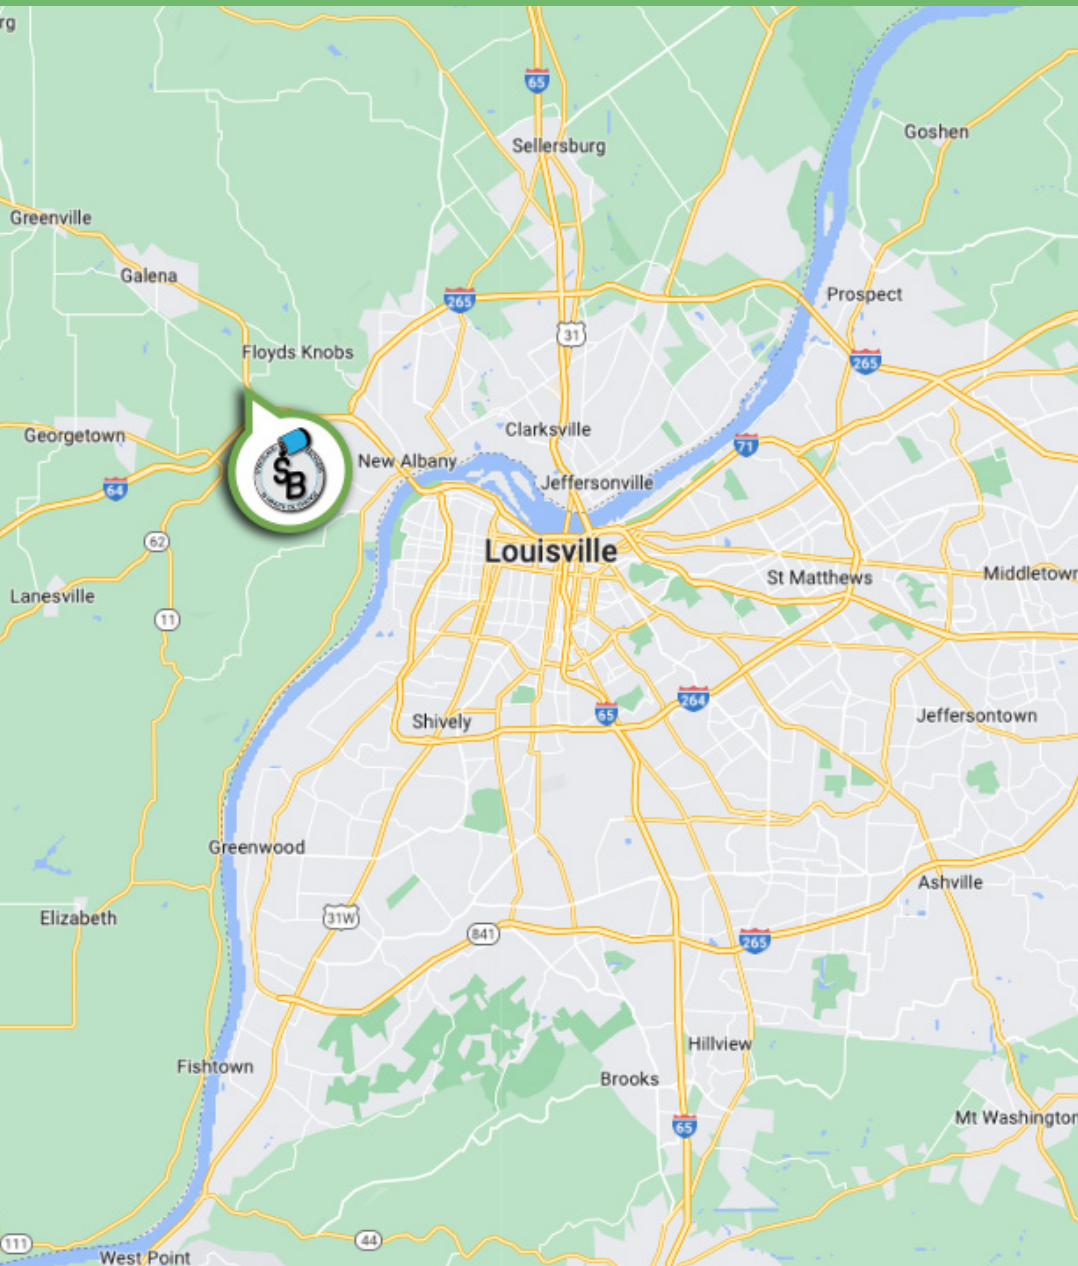 rg
65
Goshen
Sellersburg
Greenville
Galena
265
Prospect
31
Floyds Knobs
265
Clarksville
Georgetown
71
New Albany
SB
Jeffersonville
64
62
Louisville
St Matthews
Middletown
Lanesville
11
264
65
Shively
Jeffersontown
Greenwood
Ashville
Elizabeth
31W
841
265
Hillview
Fishtown
Brooks
Mt Washington
65
111
44
West Point